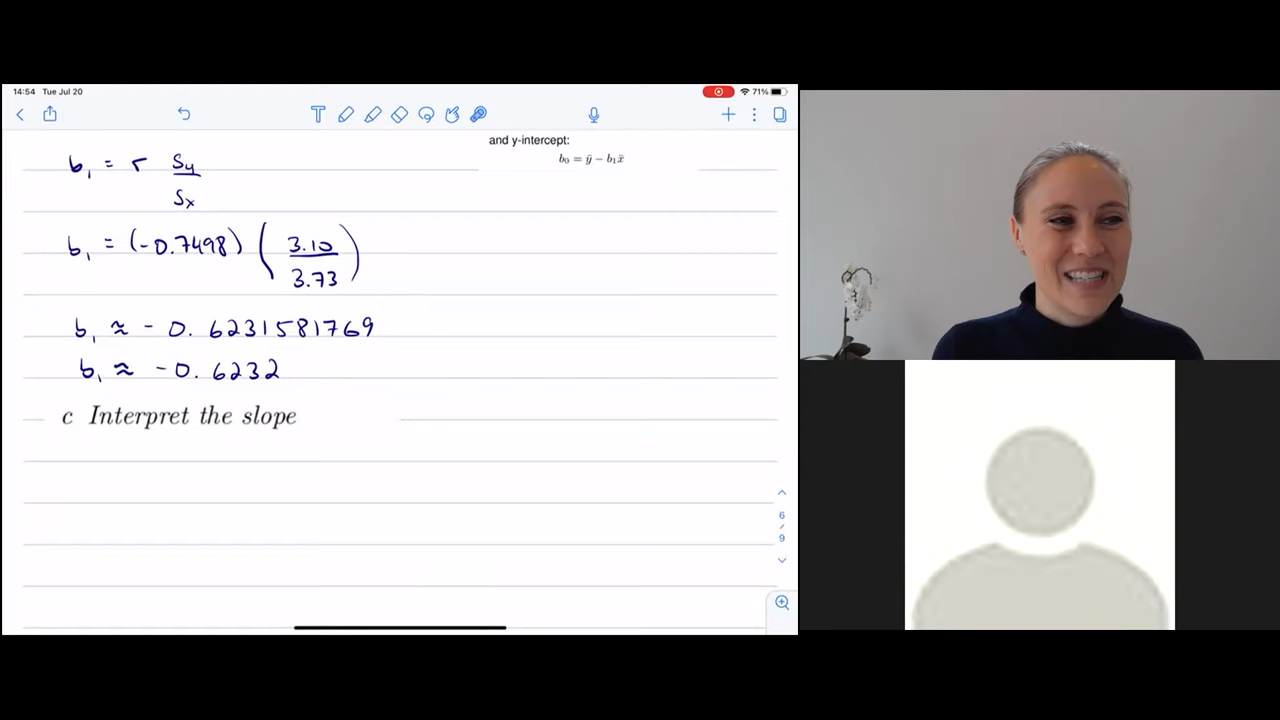 14:54 Tue Jul 20
71%
T
and y-intercept:
b₀ = ȳ − b₁x̄
b₁ = r Sy / Sx
b₁ = (-0.7498) (3.10 / 3.73)
b₁ ≈ -0.6231581769
b₁ ≈ -0.6232
c Interpret the slope
6
/
9